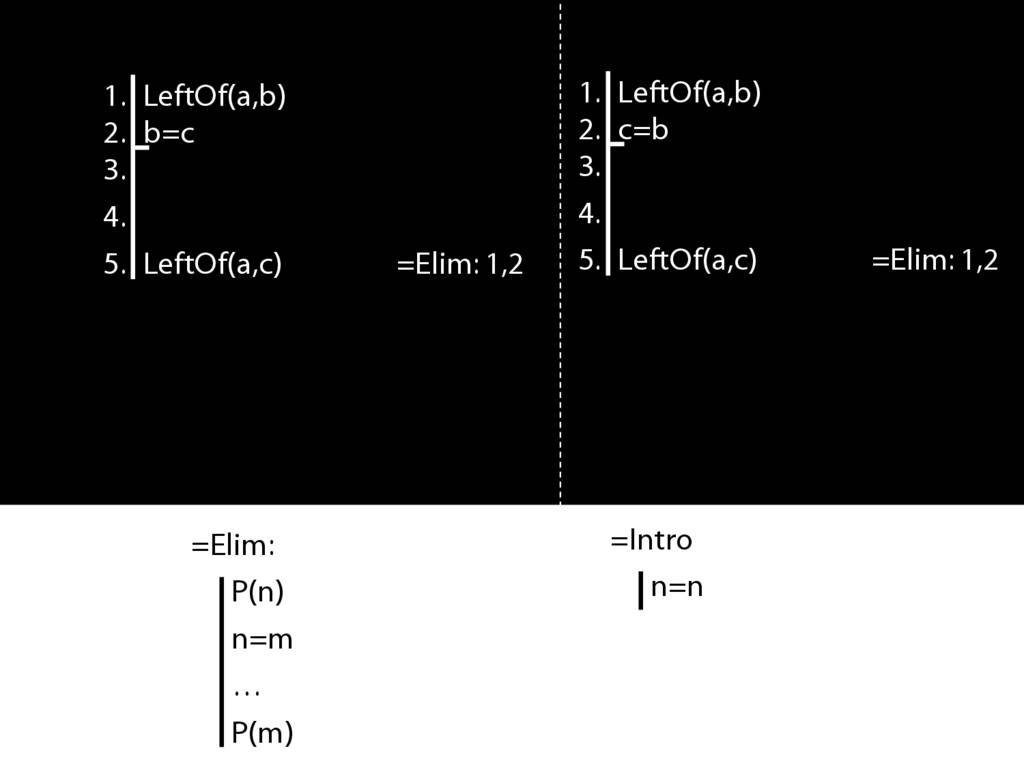 1. LeftOf(a,b)
2. b=c
3.
4.
5. LeftOf(a,c) =Elim: 1,2
1. LeftOf(a,b)
2. c=b
3.
4.
5. LeftOf(a,c) =Elim: 1,2
=Elim:
P(n)
n=m
...
P(m)
=Intro
n=n